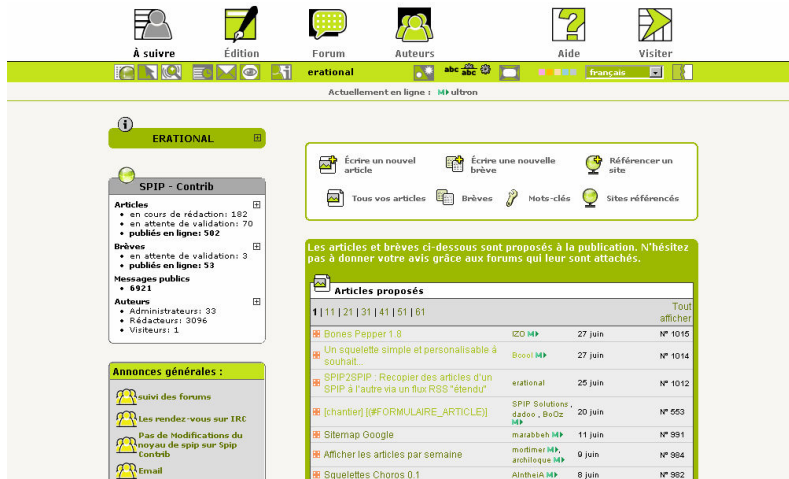 À suivre
Édition
Forum
Auteurs
Aide
Visiter
erational
abc
abc
français
Actuellement en ligne : ultron
ERATIONAL
SPIP - Contrib
Articles
en cours de rédaction: 182
en attente de validation: 70
publiés en ligne: 502
Brèves
en attente de validation: 3
publiés en ligne: 53
Messages publics
6921
Auteurs
Administrateurs: 33
Rédacteurs: 3096
Visiteurs: 1
Annonces générales :
suivi des forums
Les rendez-vous sur IRC
Pas de Modifications du
noyau de spip sur Spip
Contrib
Email
Écrire un nouvel
article
Écrire une nouvelle
brève
Référencer un
site
Tous vos articles
Brèves
Mots-clés
Sites référencés
Les articles et brèves ci-dessous sont proposés à la publication. N'hésitez
pas à donner votre avis grâce aux forums qui leur sont attachés.
Articles proposés
1 | 11 | 21 | 31 | 41 | 51 | 61
Tout
afficher
Bones Pepper 1.8 IZO 27 juin N° 1015
Un squelette simple et personalisable à
souhait... 27 juin N° 1014
SPIP2SPIP : Recopier des articles d'un
SPIP à l'autre via un flux RSS "étendu" erational 25 juin N° 1012
[chantier] [(#FORMULAIRE_ARTICLE)] SPIP Solutions,
dadoo, BoOz 20 juin N° 553
Sitemap Google marabbeh 11 juin N° 991
Afficher les articles par semaine mortimer,
archiloque 9 juin N° 984
Squelettes Choros 0.1 AintheiA 8 juin N° 982